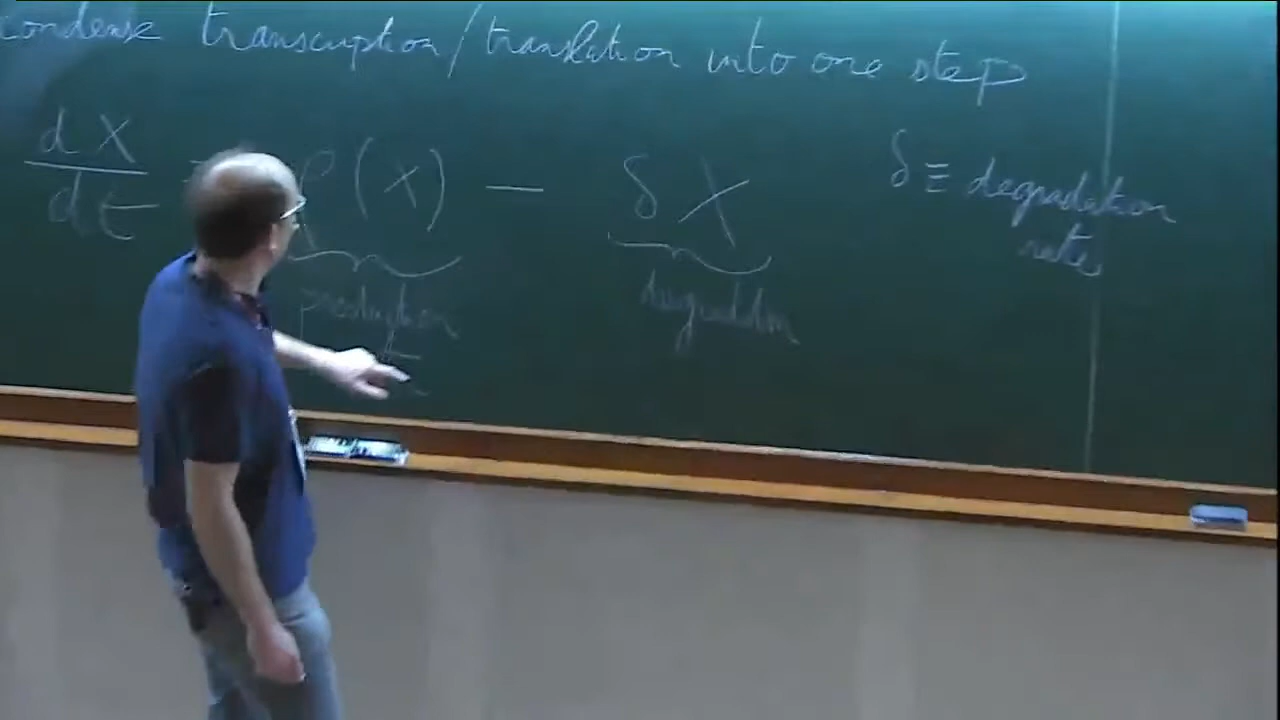 condense transcription/translation into one step
dX/dt = ρ(X) — δX
δ ≡ degradation
rate
production
degradation